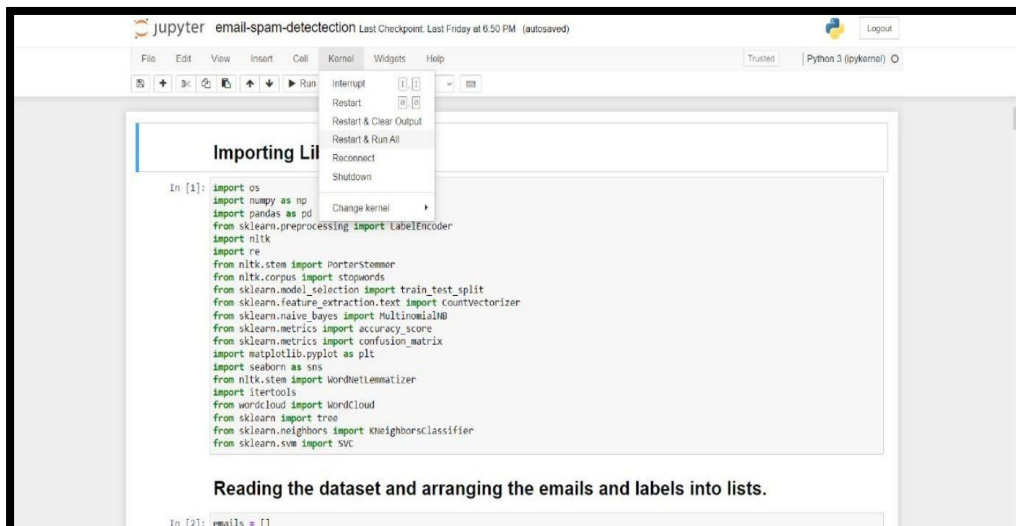 jupyter email-spam-detectection Last Checkpoint: Last Friday at 6:50 PM (autosaved)
Logout
File Edit View Insert Cell Kernel Widgets Help
Trusted Python 3 (ipykernel)
Run
Interrupt I,I
Restart 0,0
Restart & Clear Output
Restart & Run All
Reconnect
Shutdown
Change kernel
Importing Li
In [1]: import os
import numpy as np
import pandas as pd
from sklearn.preprocessing import LabelEncoder
import nltk
import re
from nltk.stem import PorterStemmer
from nltk.corpus import stopwords
from sklearn.model_selection import train_test_split
from sklearn.feature_extraction.text import CountVectorizer
from sklearn.naive_bayes import MultinomialNB
from sklearn.metrics import accuracy_score
from sklearn.metrics import confusion_matrix
import matplotlib.pyplot as plt
import seaborn as sns
from nltk.stem import WordNetLemmatizer
import itertools
from wordcloud import WordCloud
from sklearn import tree
from sklearn.neighbors import KNeighborsClassifier
from sklearn.svm import SVC
Reading the dataset and arranging the emails and labels into lists.
In [2]: emails = []